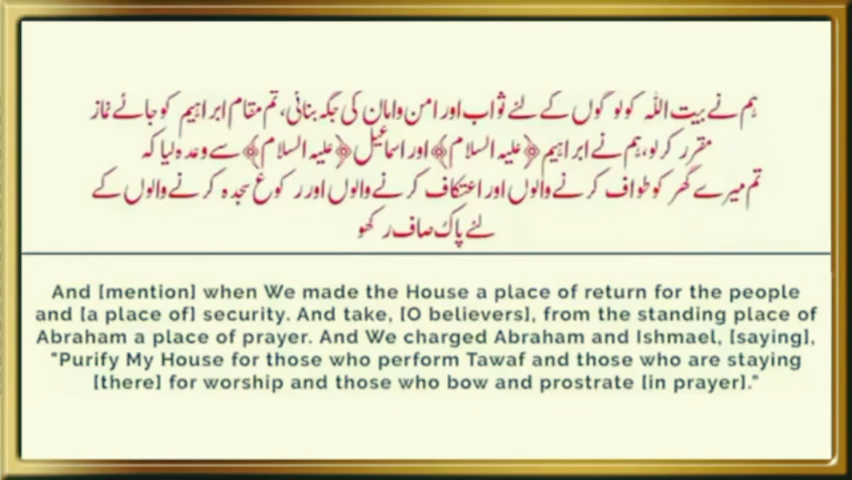 ہم نے بیت اللہ کو لوگوں کے لئے ثواب اور امن وامان کی جگہ بنائی، تم مقام ابراہیم کو جائے نماز
مقرر کرلو، ہم نے ابراہیم ﴿علیہ السلام﴾ اور اسماعیل ﴿علیہ السلام﴾ سے وعدہ لیا کہ
تم میرے گھر کو طواف کرنے والوں اور اعتکاف کرنے والوں اور رکوع سجدہ کرنے والوں کے
لئے پاک صاف رکھو
And [mention] when We made the House a place of return for the people
and [a place of] security. And take, [O believers], from the standing place of
Abraham a place of prayer. And We charged Abraham and Ishmael, [saying],
"Purify My House for those who perform Tawaf and those who are staying
[there] for worship and those who bow and prostrate [in prayer]."